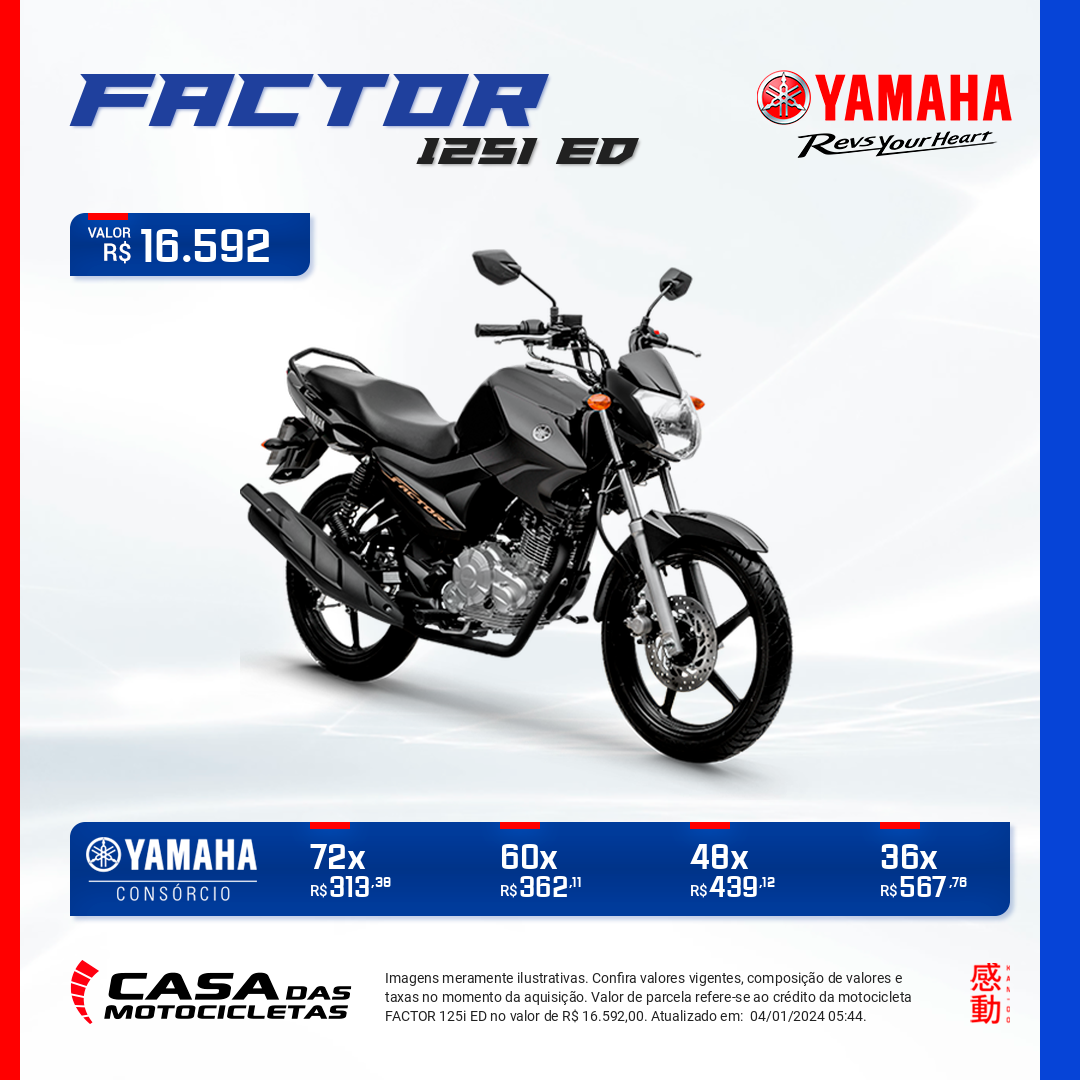 FACTOR
125i ED
YAMAHA
Revs Your Heart
VALOR
R$ 16.592
FACTOR
YAMAHA
CONSÓRCIO
72x
R$ 313,38
60x
R$ 362,11
48x
R$ 439,12
36x
R$ 567,78
CASA DAS
MOTOCICLETAS
Imagens meramente ilustrativas. Confira valores vigentes, composição de valores e
taxas no momento da aquisição. Valor de parcela refere-se ao crédito da motocicleta
FACTOR 125i ED no valor de R$ 16.592,00. Atualizado em: 04/01/2024 05:44.
感動